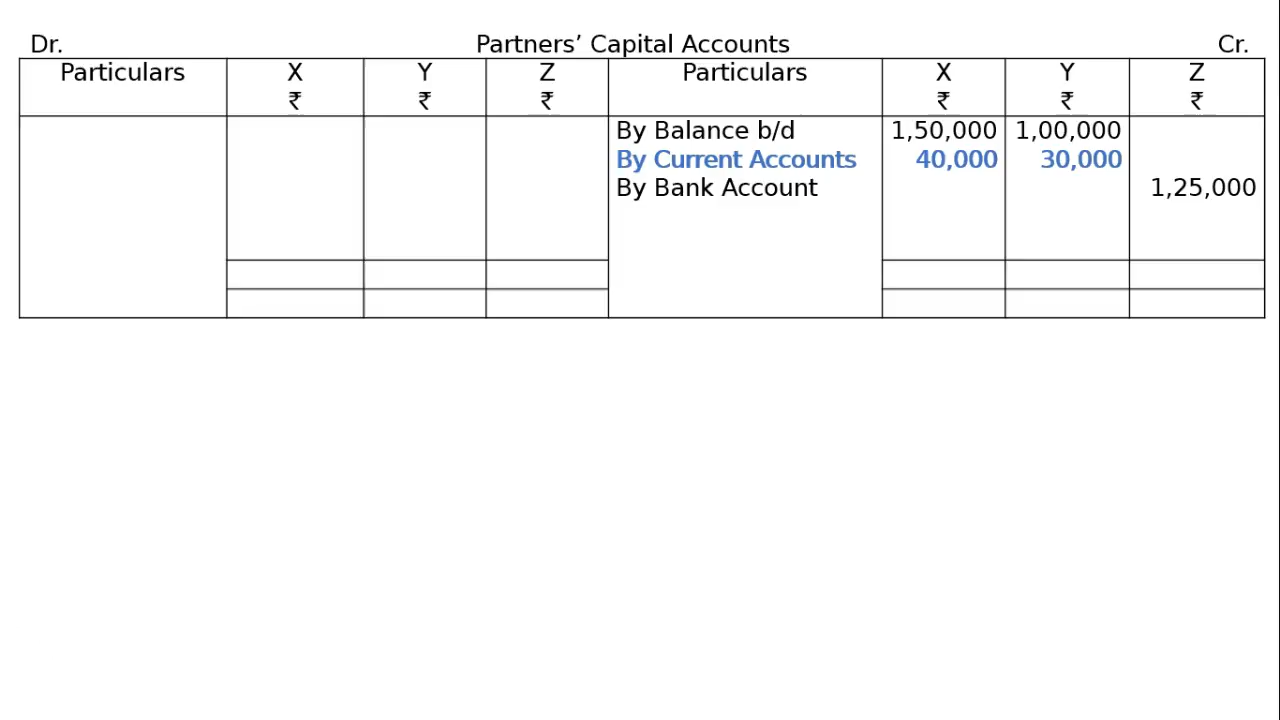 Dr. Partners’ Capital Accounts Cr.
Particulars X Y Z Particulars X Y Z
₹ ₹ ₹ ₹ ₹ ₹
By Balance b/d 1,50,000 1,00,000
By Current Accounts 40,000 30,000
By Bank Account 1,25,000